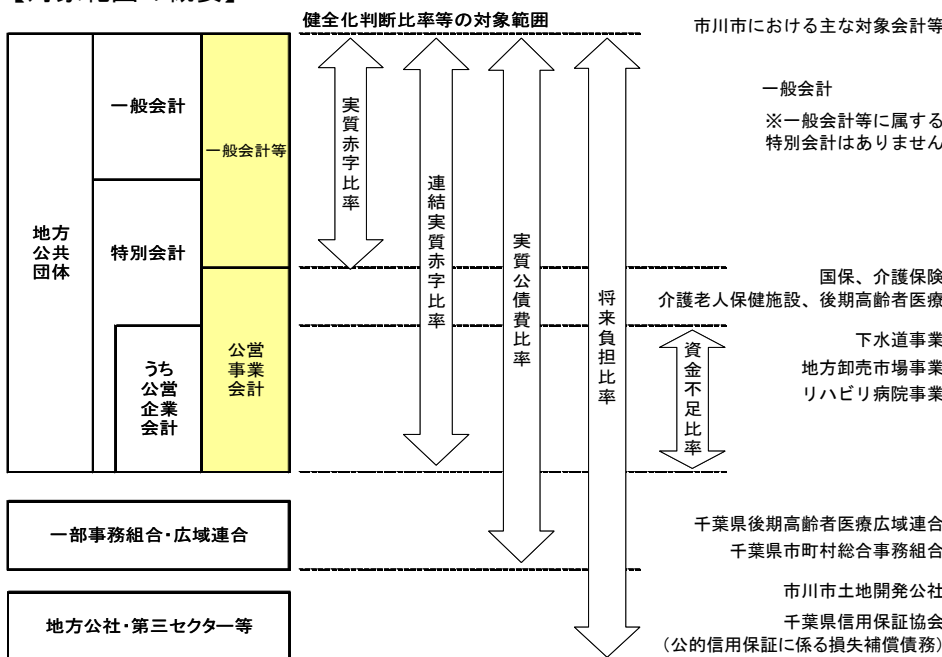 健全化判断比率等の対象範囲
市川市における主な対象会計等
地方
公共
団体
一般会計
特別会計
うち
公営
企業
会計
一般会計等
公営
事業
会計
実質赤字比率
連結実質赤字比率
実質公債費比率
将来負担比率
資金不足比率
一般会計
※一般会計等に属する
特別会計はありません
国保、介護保険
介護老人保健施設、後期高齢者医療
下水道事業
地方卸売市場事業
リハビリ病院事業
一部事務組合・広域連合
千葉県後期高齢者医療広域連合
千葉県市町村総合事務組合
地方公社・第三セクター等
市川市土地開発公社
千葉県信用保証協会
(公的信用保証に係る損失補償債務)